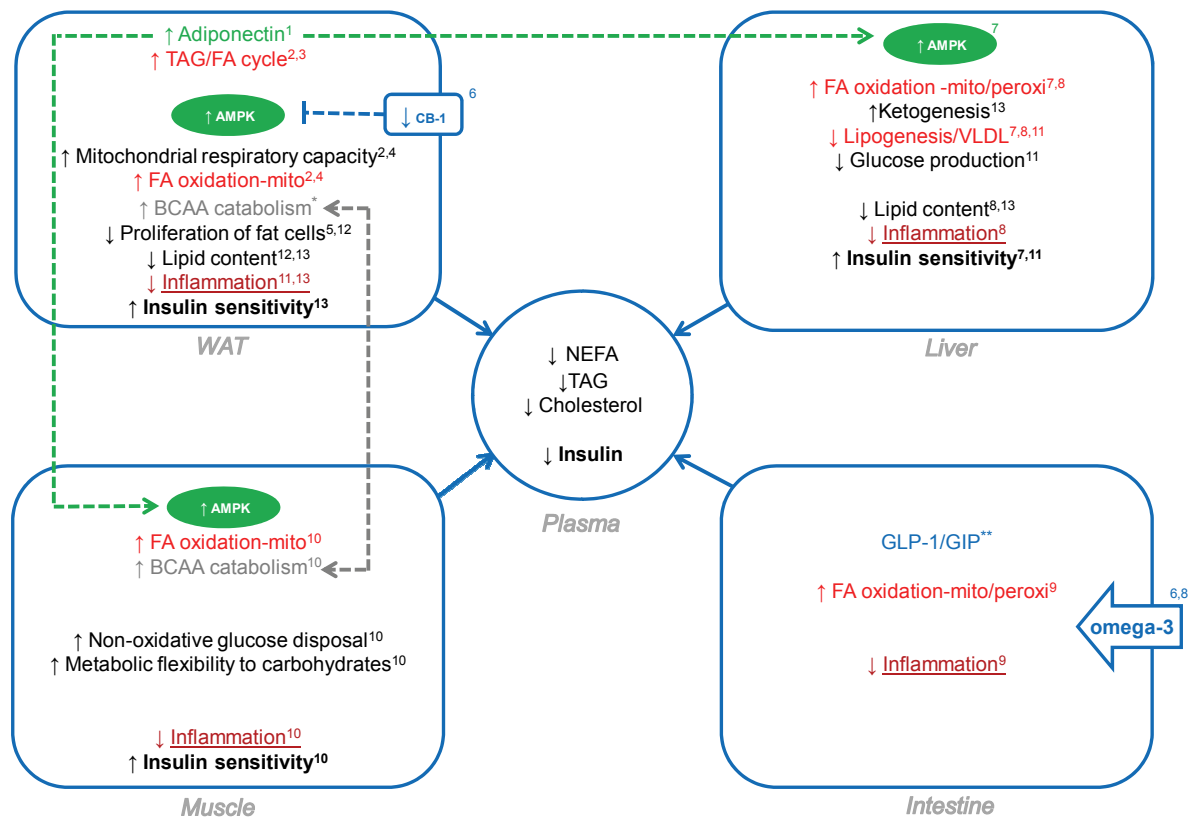 ↑ Adiponectin1
↑ TAG/FA cycle2,3
↑ AMPK
6
↓ CB-1
↑ Mitochondrial respiratory capacity2,4
↑ FA oxidation-mito2,4
↑ BCAA catabolism*
↓ Proliferation of fat cells5,12
↓ Lipid content12,13
↓ Inflammation11,13
↑ Insulin sensitivity13
WAT
7
↑ AMPK
↑ FA oxidation -mito/peroxi7,8
↑Ketogenesis13
↓ Lipogenesis/VLDL7,8,11
↓ Glucose production11
↓ Lipid content8,13
↓ Inflammation8
↑ Insulin sensitivity7,11
Liver
↓ NEFA
↓TAG
↓ Cholesterol
↓ Insulin
Plasma
↑ AMPK
↑ FA oxidation-mito10
↑ BCAA catabolism10
↑ Non-oxidative glucose disposal10
↑ Metabolic flexibility to carbohydrates10
↓ Inflammation10
↑ Insulin sensitivity10
Muscle
GLP-1/GIP**
↑ FA oxidation-mito/peroxi9
6,8
omega-3
↓ Inflammation9
Intestine